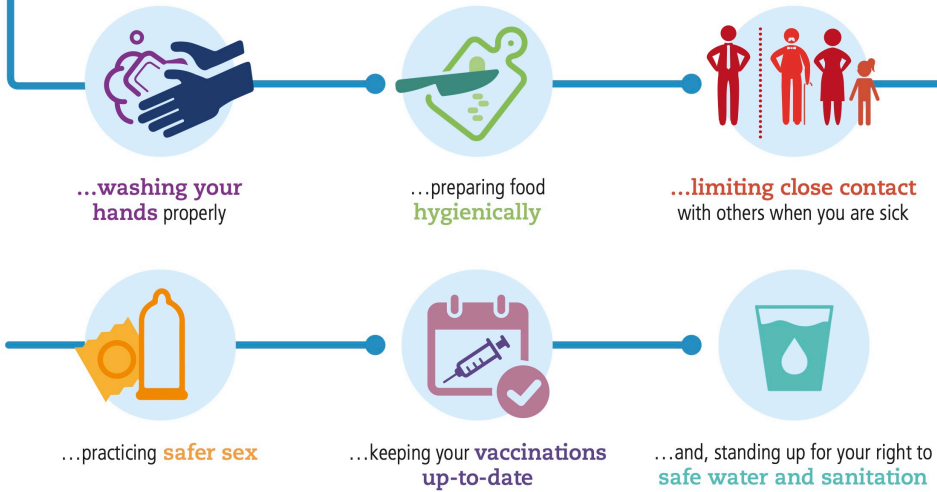 …washing your
hands properly
…preparing food
hygienically
…limiting close contact
with others when you are sick
…practicing safer sex
…keeping your vaccinations
up-to-date
…and, standing up for your right to
safe water and sanitation